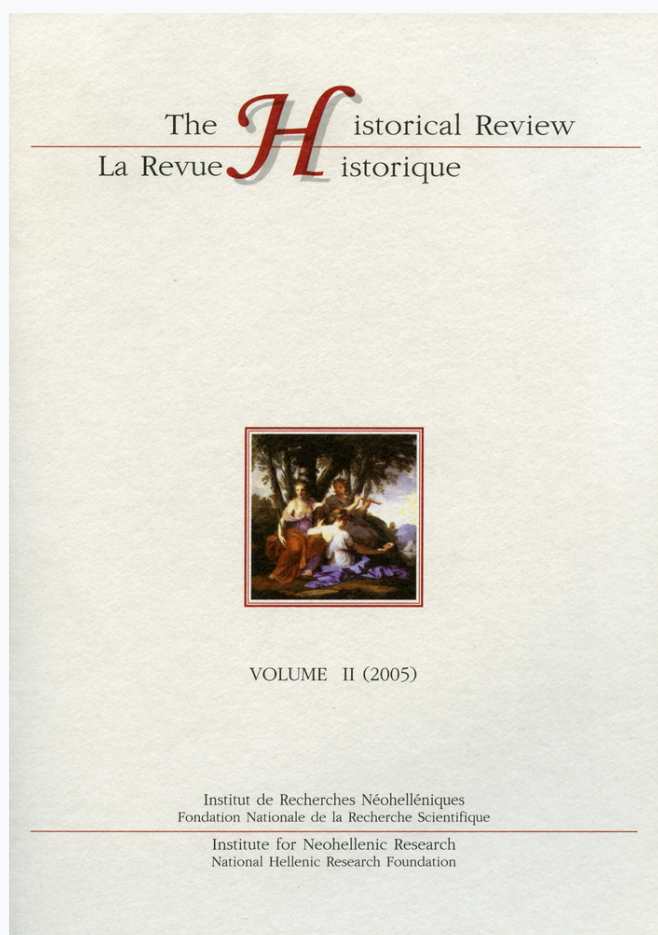 The Historical Review
La Revue Historique
VOLUME II (2005)
Institut de Recherches Néohelléniques
Fondation Nationale de la Recherche Scientifique
Institute for Neohellenic Research
National Hellenic Research Foundation